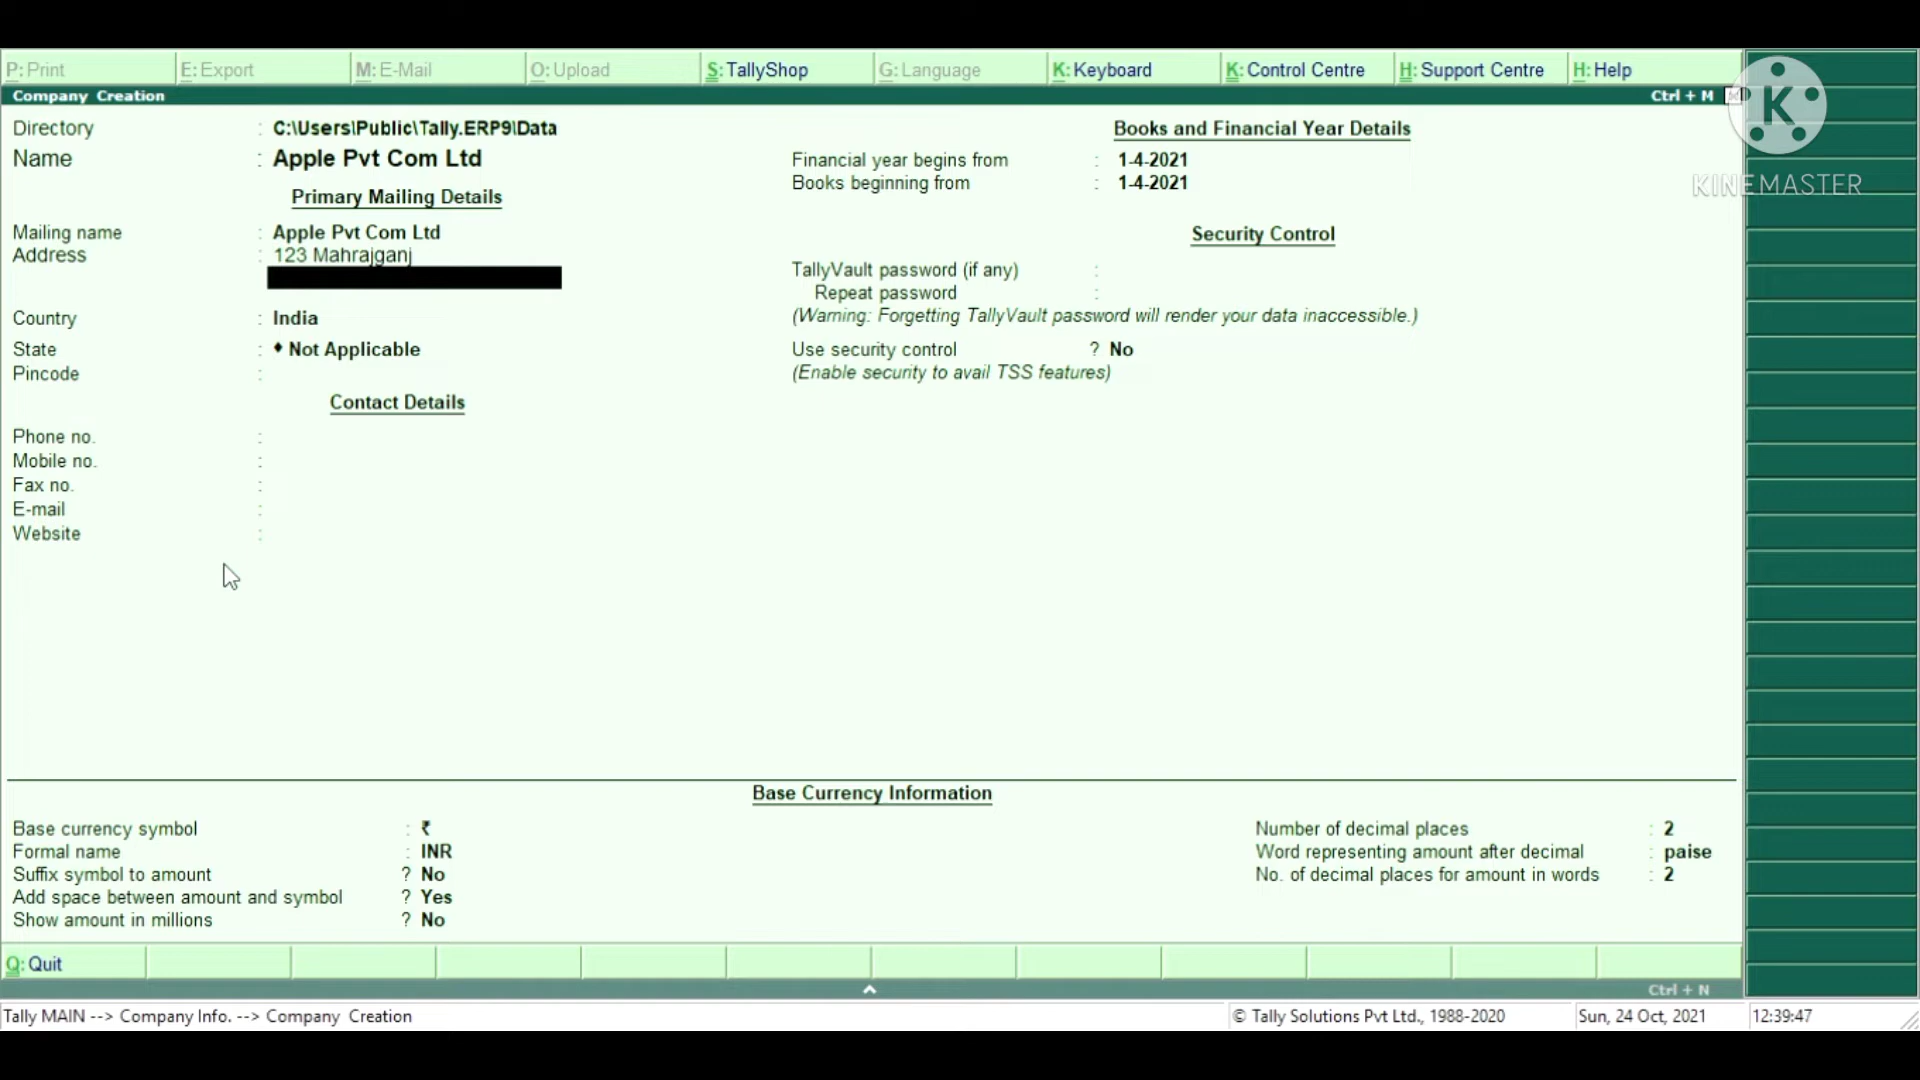 P: Print E: Export M: E-Mail O: Upload S: TallyShop G: Language K: Keyboard K: Control Centre H: Support Centre H: Help
Company Creation Ctrl + M
K
KINEMASTER
Directory : C:\Users\Public\Tally.ERP9\Data
Name : Apple Pvt Com Ltd
Primary Mailing Details
Mailing name : Apple Pvt Com Ltd
Address : 123 Mahrajganj
Country : India
State : ♦ Not Applicable
Pincode :
Contact Details
Phone no. :
Mobile no. :
Fax no. :
E-mail :
Website :
Books and Financial Year Details
Financial year begins from : 1-4-2021
Books beginning from : 1-4-2021
Security Control
TallyVault password (if any) :
Repeat password :
(Warning: Forgetting TallyVault password will render your data inaccessible.)
Use security control ? No
(Enable security to avail TSS features)
Base Currency Information
Base currency symbol : ₹
Formal name : INR
Suffix symbol to amount ? No
Add space between amount and symbol ? Yes
Show amount in millions ? No
Number of decimal places : 2
Word representing amount after decimal : paise
No. of decimal places for amount in words : 2
Q: Quit
Ctrl + N
Tally MAIN --> Company Info. --> Company Creation © Tally Solutions Pvt Ltd., 1988-2020 Sun, 24 Oct, 2021 12:39:47